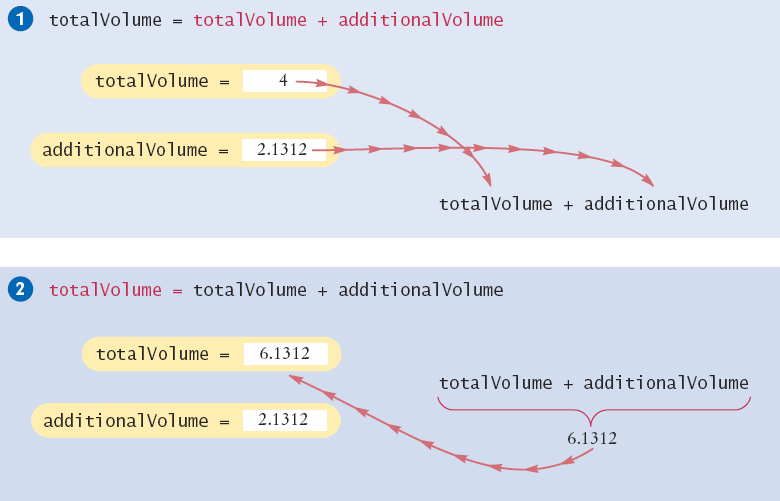 1 totalVolume = totalVolume + additionalVolume
totalVolume = 4
additionalVolume = 2.1312
totalVolume + additionalVolume
2 totalVolume = totalVolume + additionalVolume
totalVolume = 6.1312
totalVolume + additionalVolume
additionalVolume = 2.1312
6.1312